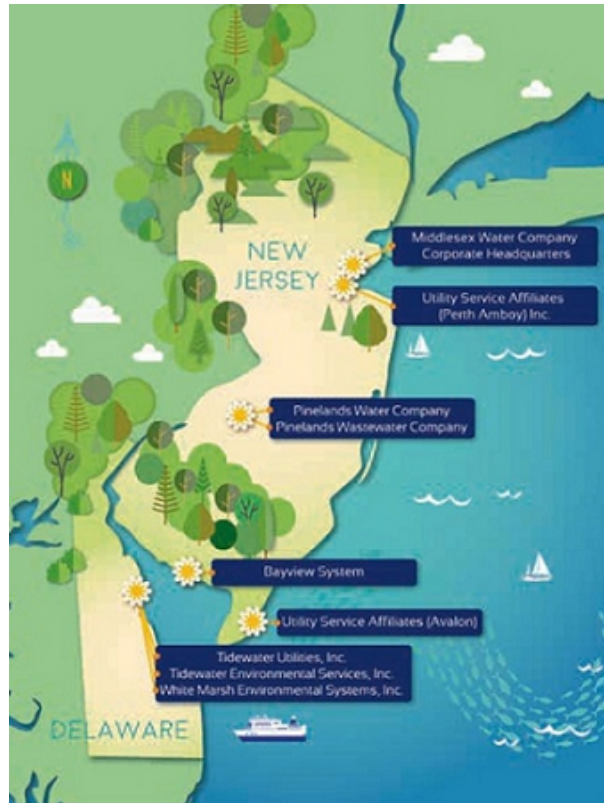 N
NEW
JERSEY
Middlesex Water Company
Corporate Headquarters
Utility Service Affiliates
(Perth Amboy) Inc.
Pinelands Water Company
Pinelands Wastewater Company
Bayview System
Utility Service Affiliates (Avalon)
Tidewater Utilities, Inc.
Tidewater Environmental Services, Inc.
White Marsh Environmental Systems, Inc.
DELAWARE